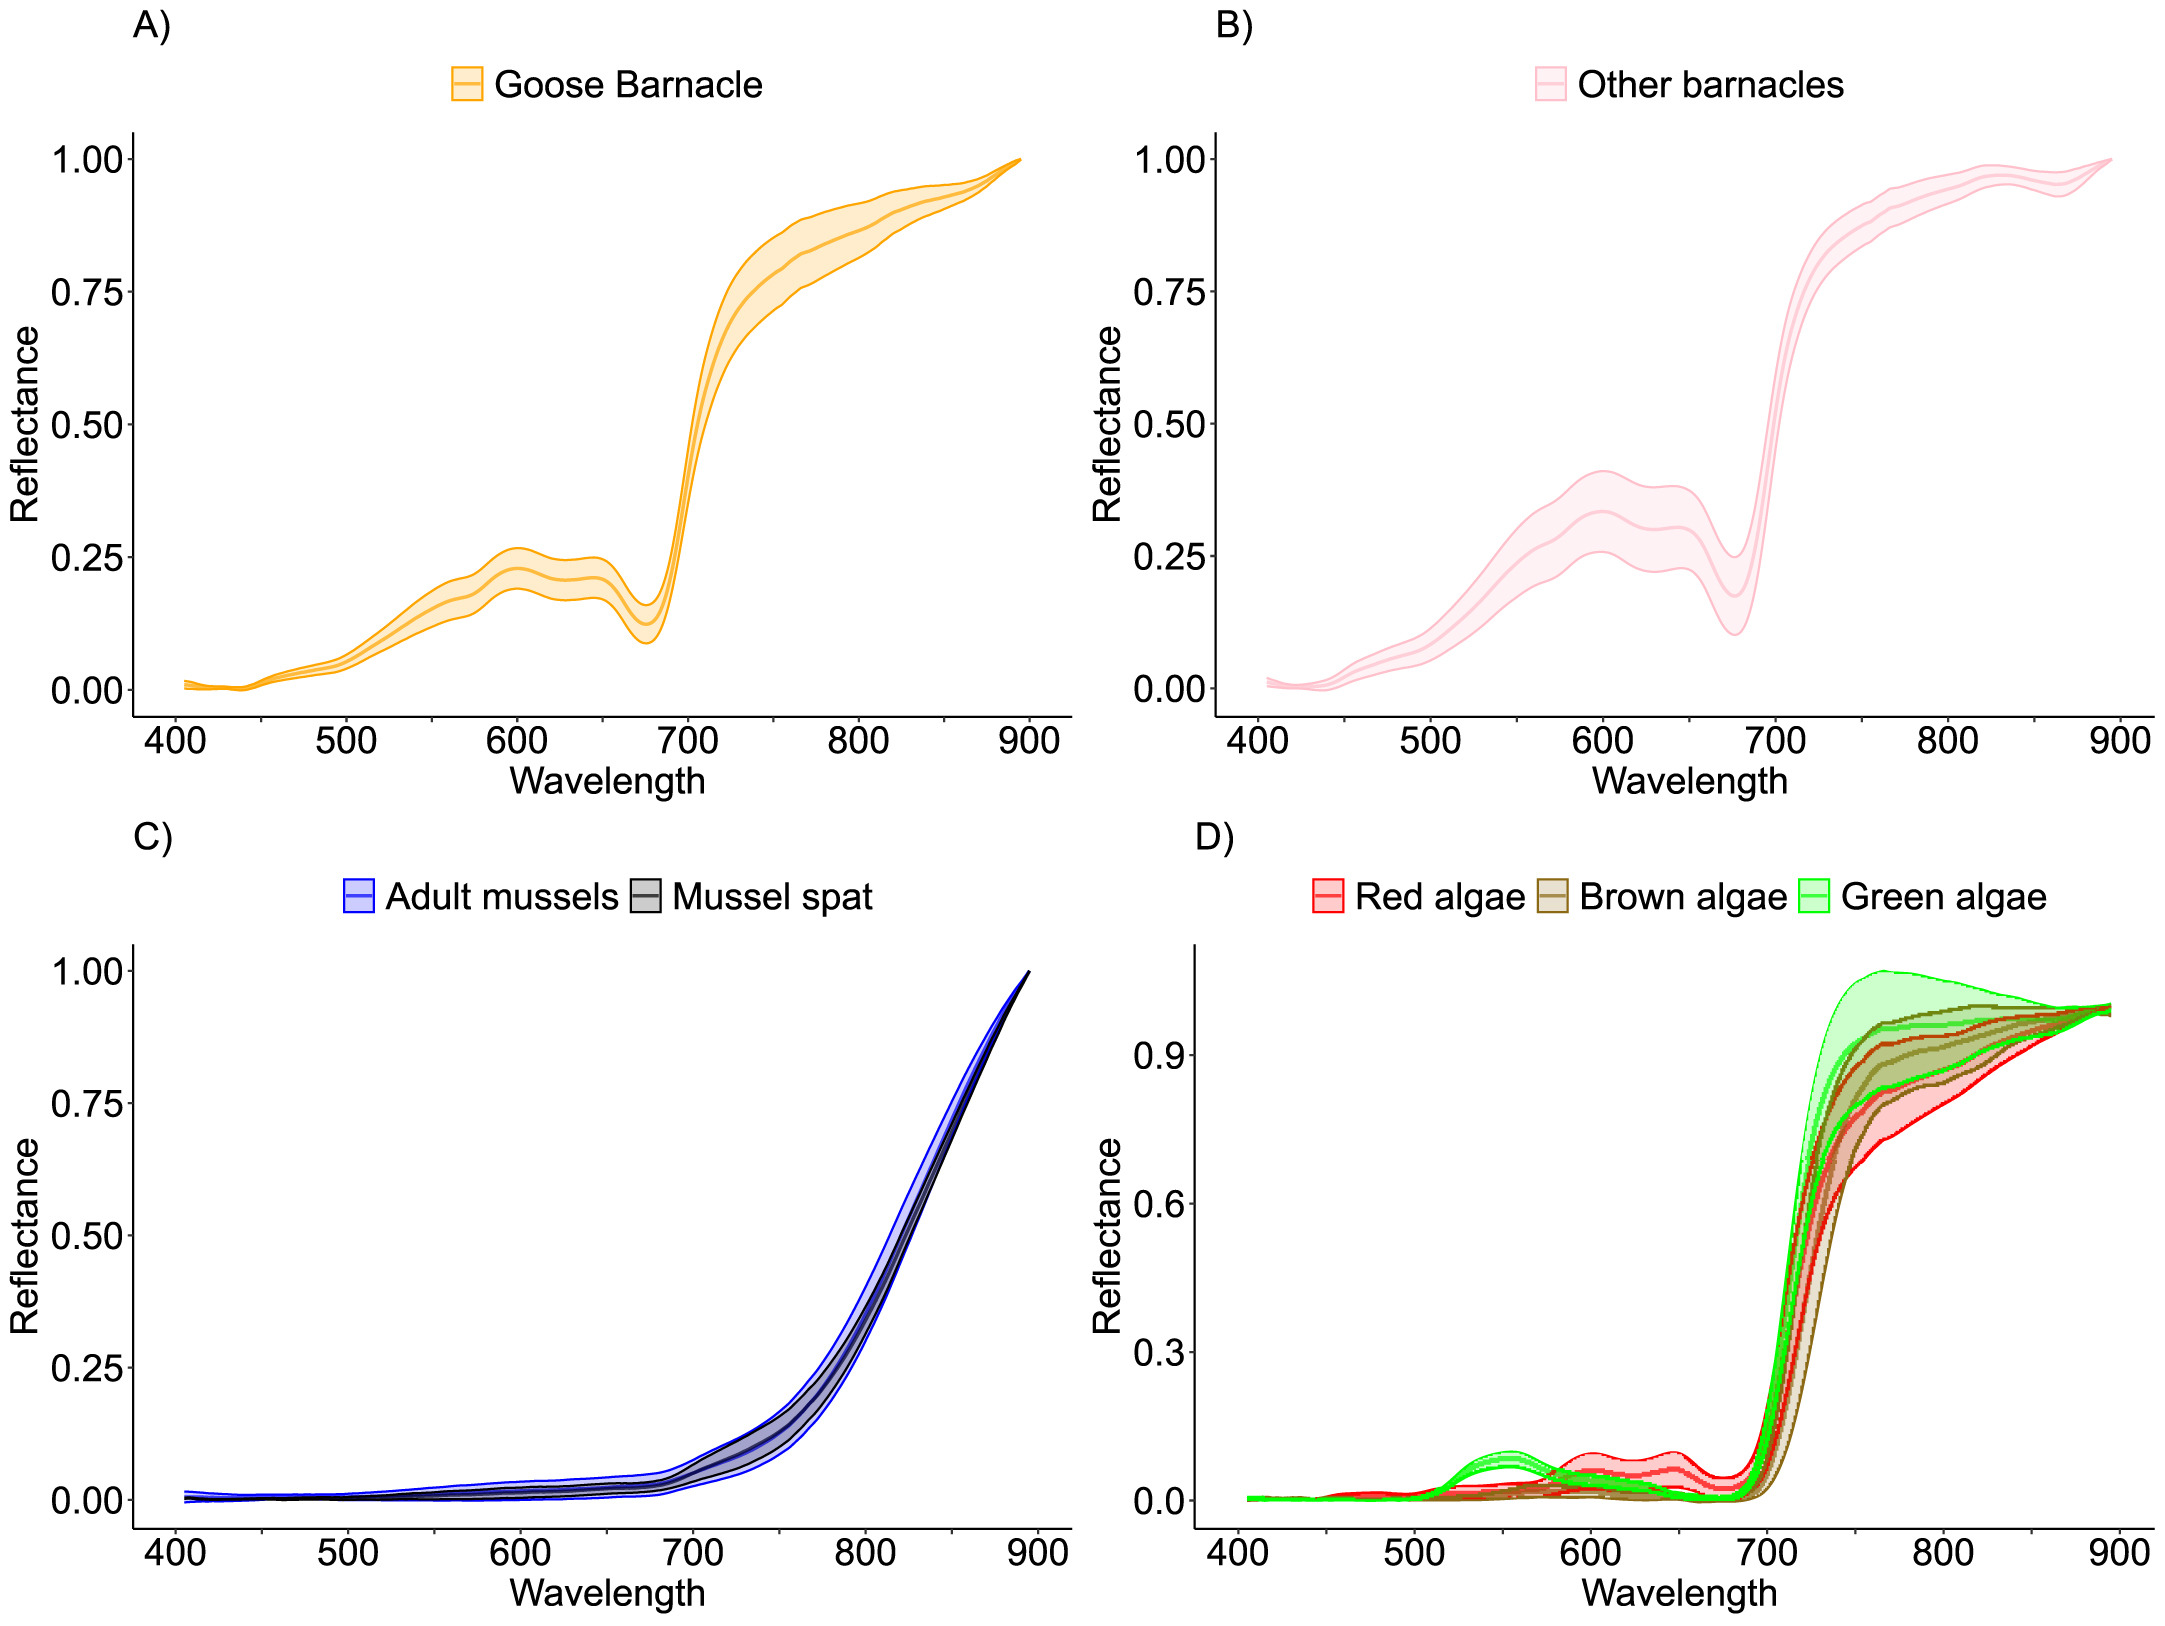 A)
Goose Barnacle
1.00
0.75
0.50
0.25
0.00
Reflectance
400 500 600 700 800 900
Wavelength
B)
Other barnacles
1.00
0.75
0.50
0.25
0.00
Reflectance
400 500 600 700 800 900
Wavelength
C)
Adult mussels Mussel spat
1.00
0.75
0.50
0.25
0.00
Reflectance
400 500 600 700 800 900
Wavelength
D)
Red algae Brown algae Green algae
0.9
0.6
0.3
0.0
Reflectance
400 500 600 700 800 900
Wavelength